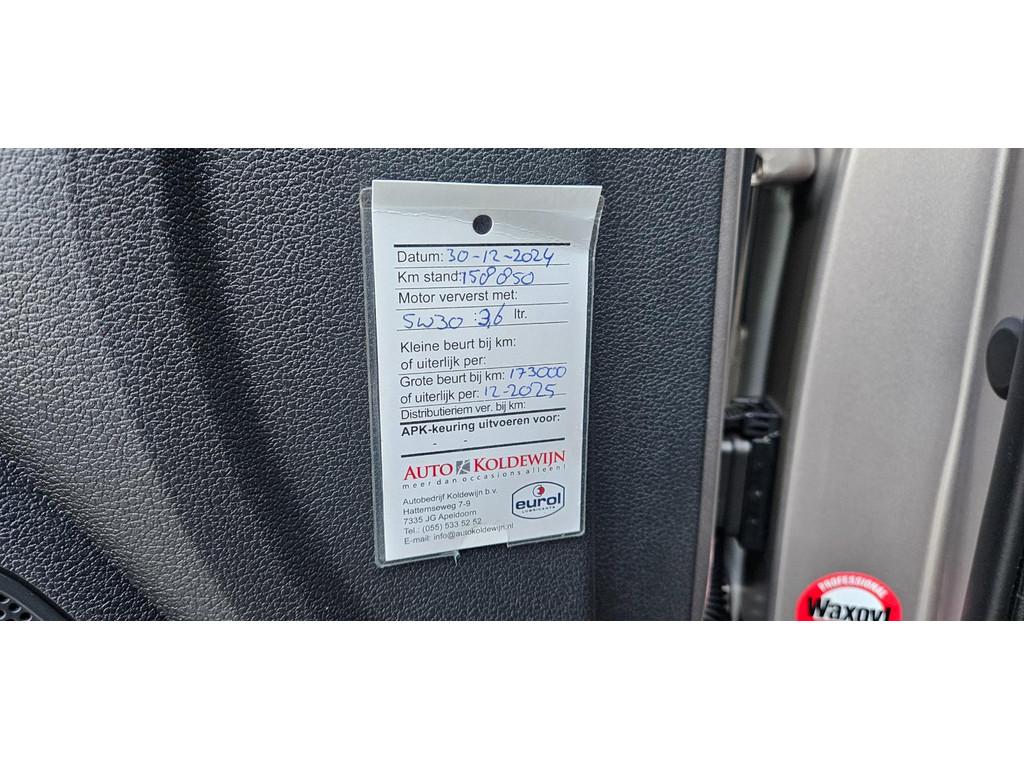 Datum: 30-12-2024
Km stand: 158850
Motor ververst met:
5W30 : 3,6 ltr.
Kleine beurt bij km:
of uiterlijk per:
Grote beurt bij km: 173000
of uiterlijk per: 12-2025
Distributieriem ver. bij km:
APK-keuring uitvoeren voor:
- -
AUTO KOLDEWIJN
meer dan occasions alleen!
Autobedrijf Koldewijn b.v.
Hattemseweg 7-9
7335 JG Apeldoorn
Tel.: (055) 533 52 52
E-mail: info@autokoldewijn.nl
eurol
LUBRICANTS
PROFESSIONAL
Waxoyl